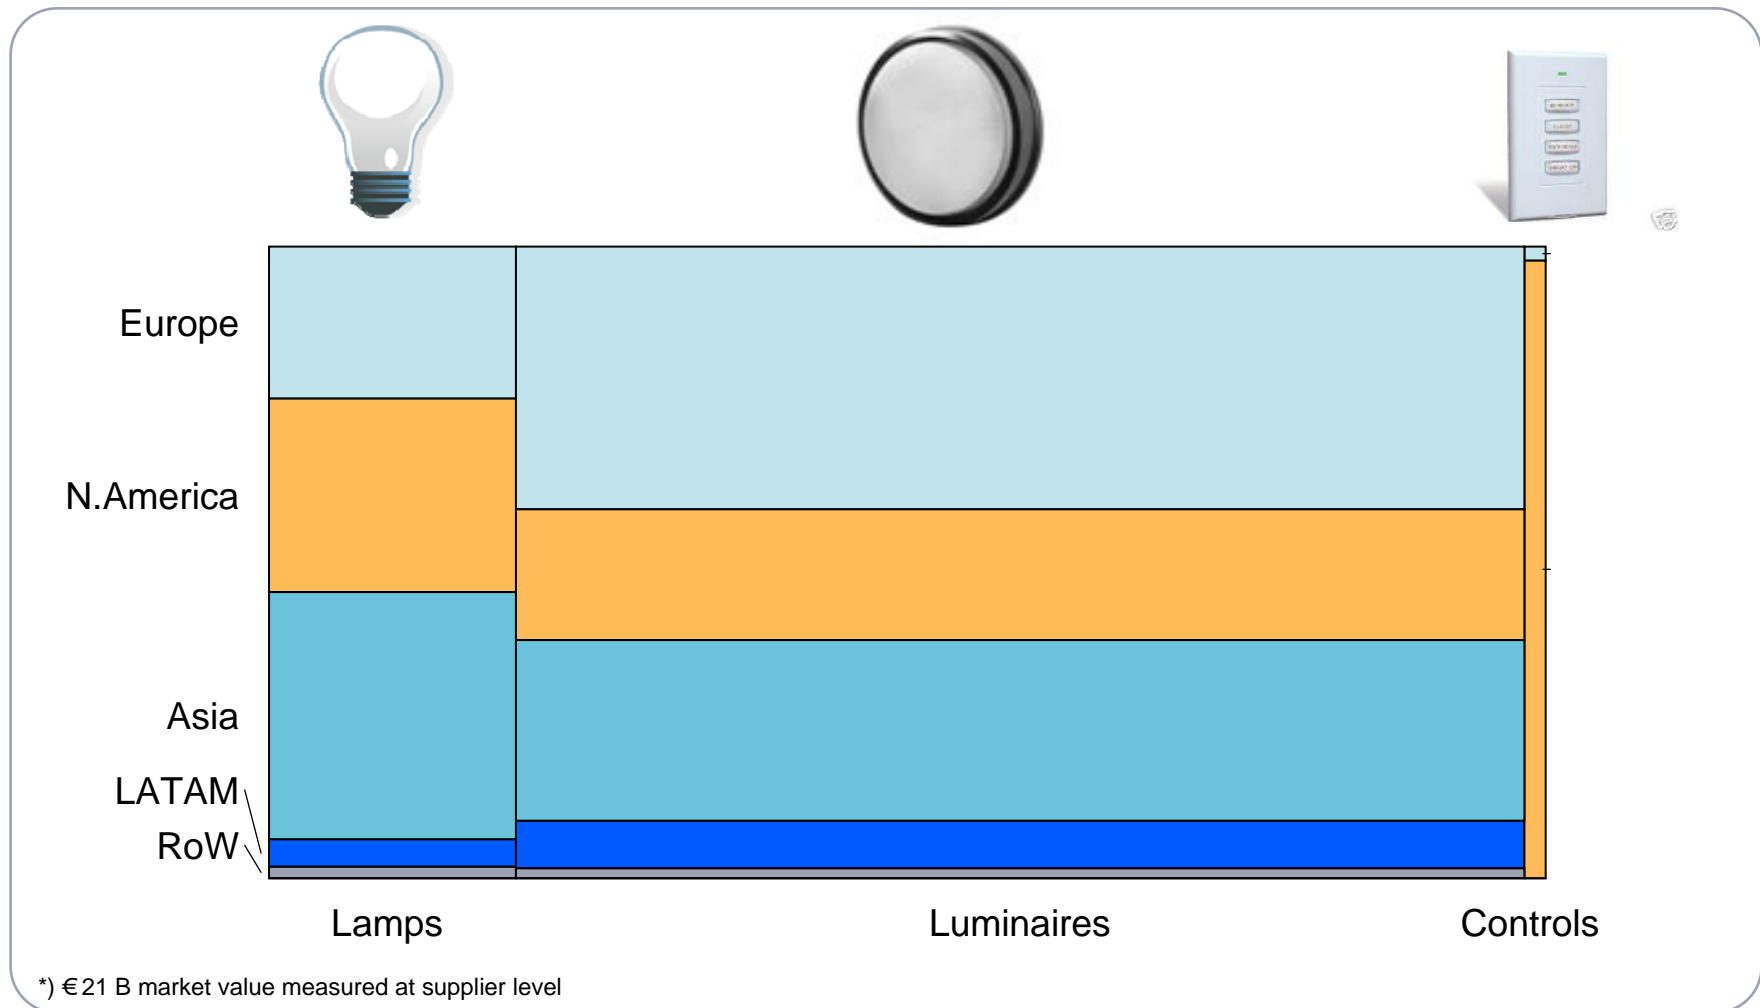 Europe
N.America
Asia
LATAM
RoW
Lamps
Luminaires
Controls
*) €21 B market value measured at supplier level